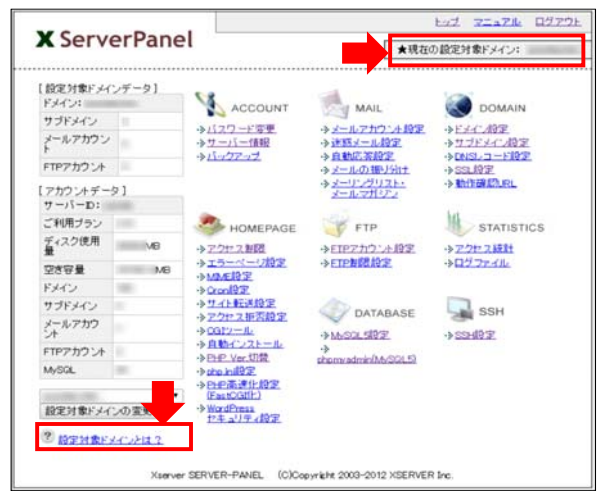 トップ マニュアル ログアウト
X ServerPanel
★現在の設定対象ドメイン:
[設定対象ドメインデータ]
ドメイン:
サブドメイン
メールアカウン
ト
FTPアカウント
[アカウントデータ]
サーバーID:
ご利用プラン
ディスク使用
量 MB
空き容量 MB
ドメイン
サブドメイン
メールアカウ
ント
FTPアカウント
MySQL
設定対象ドメインの変更
? 設定対象ドメインとは?
ACCOUNT
パスワード変更
サーバー情報
バックアップ
MAIL
メールアカウント設定
迷惑メール設定
自動応答設定
メールの振り分け
メーリングリスト・
メールマガジン
DOMAIN
ドメイン設定
サブドメイン設定
DNSレコード設定
SSL設定
動作確認URL
HOMEPAGE
アクセス制限
エラーページ設定
MIME設定
Cron設定
サイト転送設定
アクセス拒否設定
CGIツール
自動インストール
PHP Ver.切替
php.ini設定
PHP高速化設定
(FastCGI化)
WordPress
セキュリティ設定
FTP
FTPアカウント設定
FTP制限設定
STATISTICS
アクセス統計
ログファイル
DATABASE
MySQL5設定
phpmyadmin(MySQL5)
SSH
SSH設定
Xserver SERVER-PANEL (C)Copyright 2003-2012 XSERVER Inc.